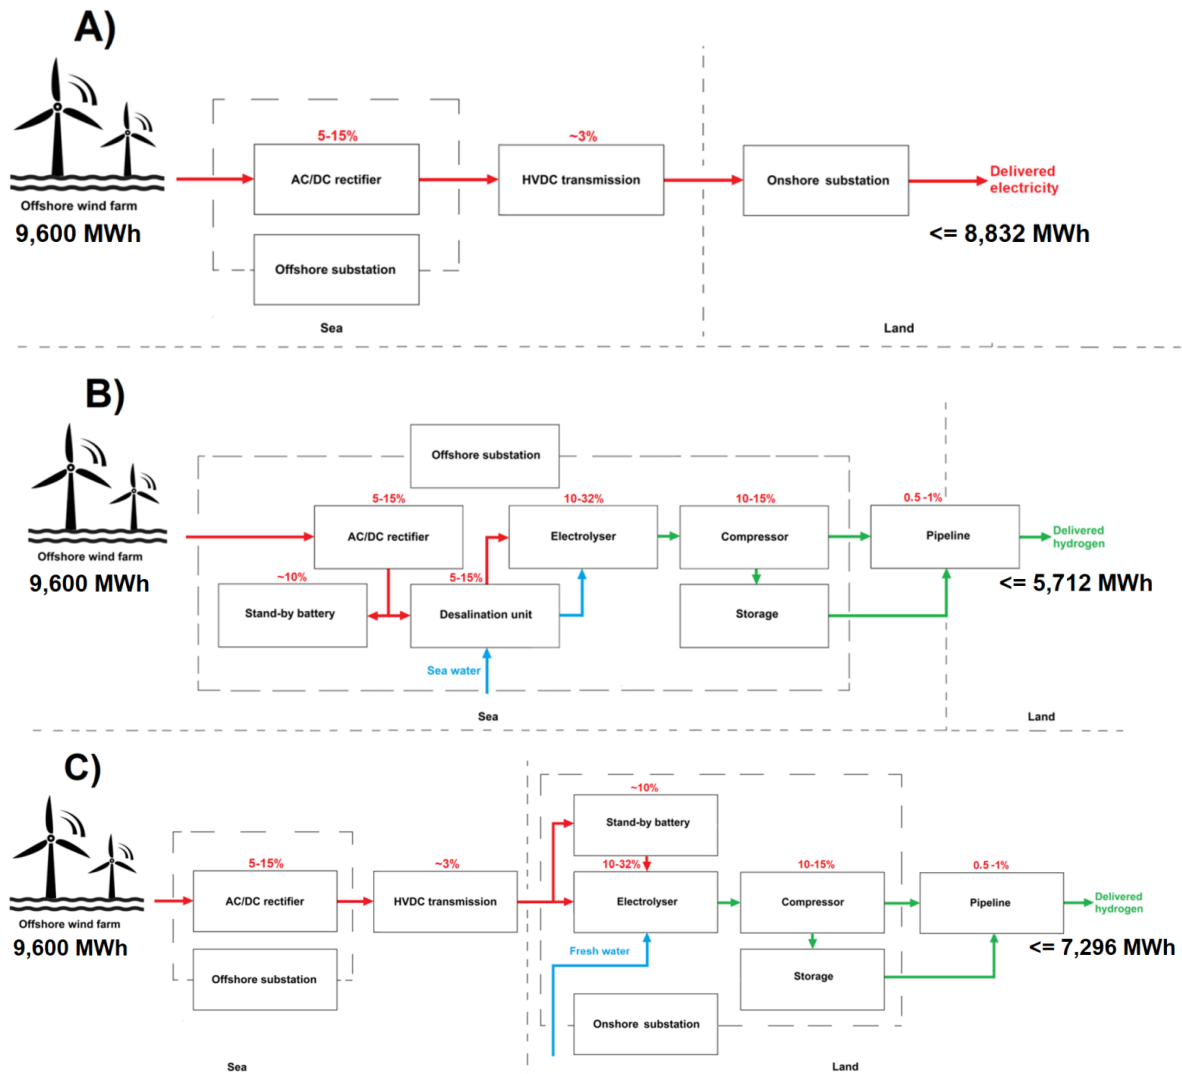 A)
5-15%
~3%
AC/DC rectifier
HVDC transmission
Onshore substation
Delivered
electricity
Offshore wind farm
9,600 MWh
<= 8,832 MWh
Offshore substation
Sea
Land
B)
Offshore substation
5-15%
10-32%
10-15%
0.5 -1%
AC/DC rectifier
Electrolyser
Compressor
Pipeline
Delivered
hydrogen
Offshore wind farm
9,600 MWh
~10%
5-15%
<= 5,712 MWh
Stand-by battery
Desalination unit
Storage
Sea water
Sea
Land
C)
~10%
Stand-by battery
5-15%
~3%
10-32%
10-15%
0.5 -1%
AC/DC rectifier
HVDC transmission
Electrolyser
Compressor
Pipeline
Delivered
hydrogen
Offshore wind farm
9,600 MWh
<= 7,296 MWh
Fresh water
Offshore substation
Storage
Onshore substation
Sea
Land